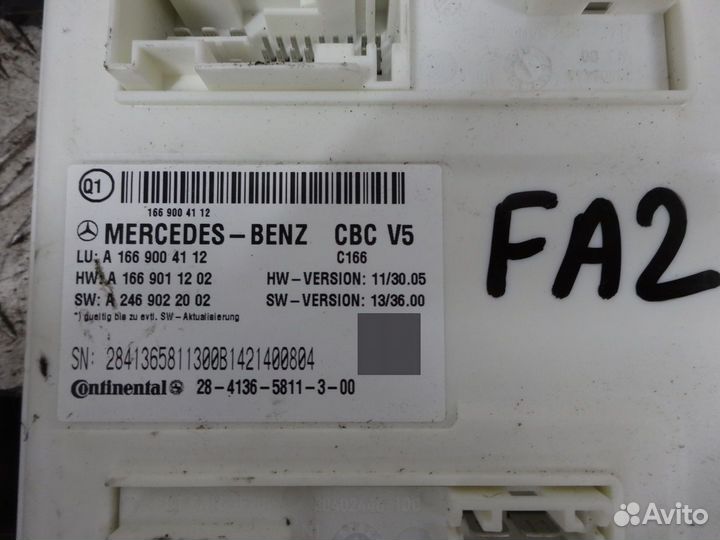 Q1
166 900 41 12
MERCEDES-BENZ CBC V5
LU: A 166 900 41 12 C166
HW: A 166 901 12 02 HW-VERSION: 11/30.05
SW: A 246 902 20 02 SW-VERSION: 13/36.00
*) gueltig bis zu evtl. SW-Aktualisierung
SN: 2841365811300B1421400804
Continental 28-4136-5811-3-00
FA2
Avito